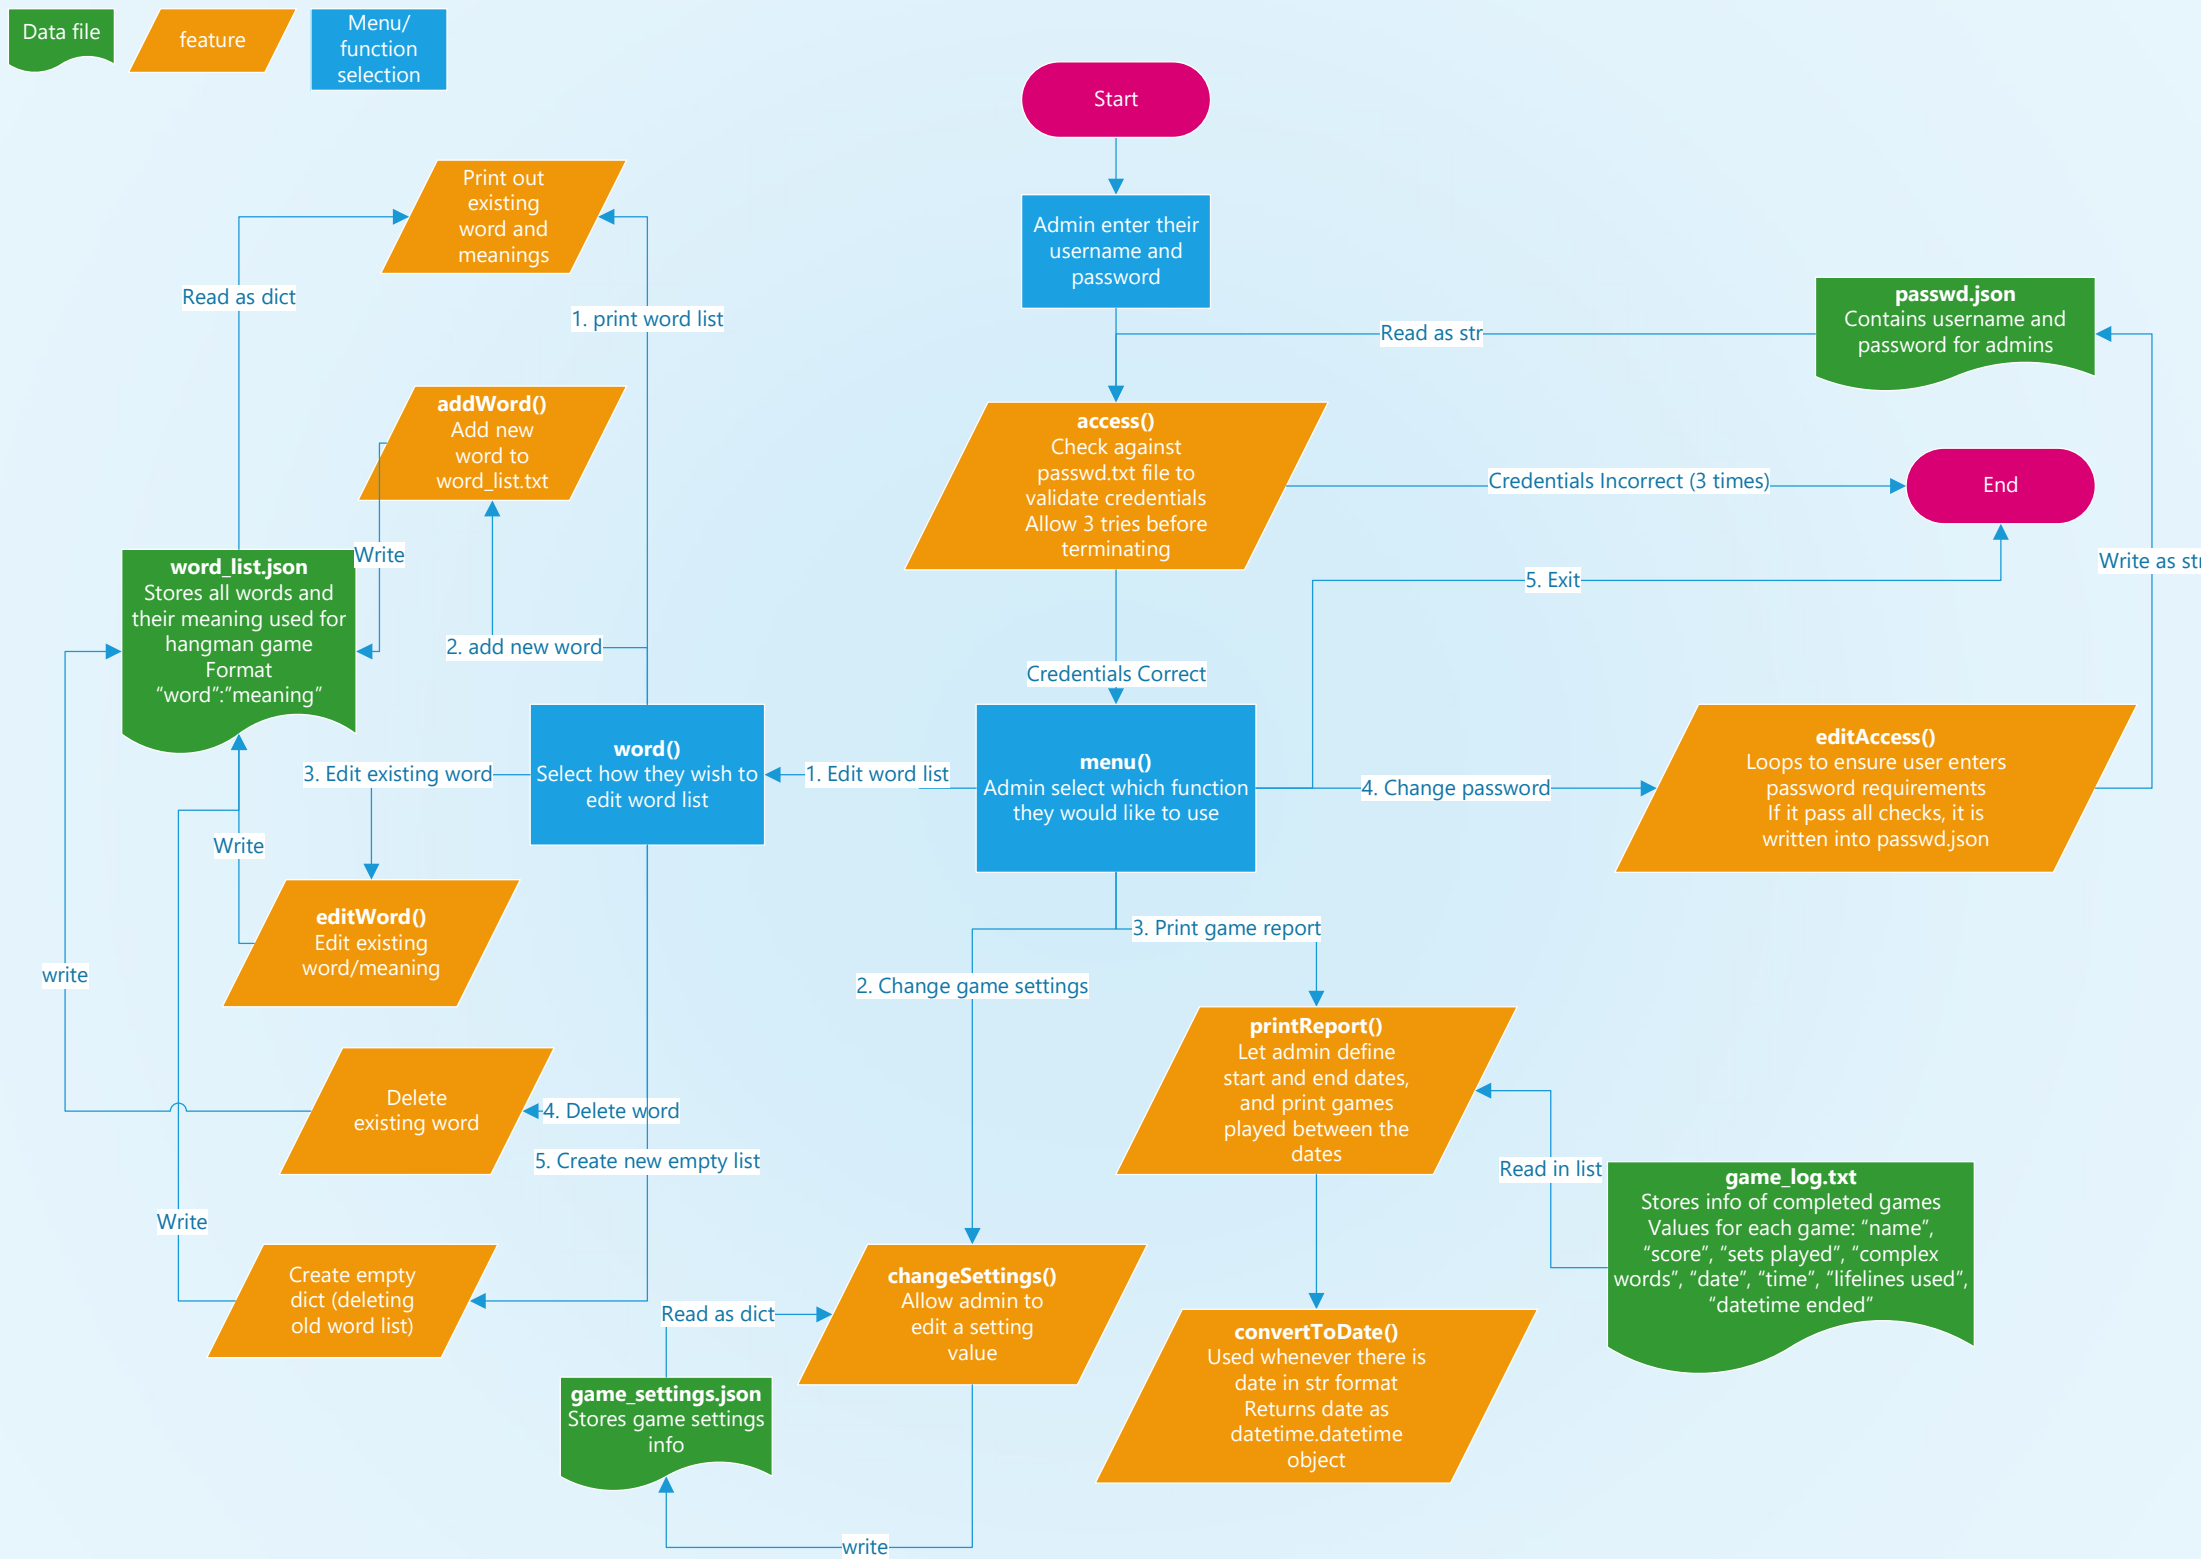 Data file
feature
Menu/
function
selection
Start
Print out
existing
word and
meanings
Admin enter their
username and
password
Read as dict
1. print word list
passwd.json
Contains username and
password for admins
Read as str
addWord()
Add new
word to
word_list.txt
access()
Check against
passwd.txt file to
validate credentials
Allow 3 tries before
terminating
Credentials Incorrect (3 times)
End
Write
Write as str
5. Exit
word_list.json
Stores all words and
their meaning used for
hangman game
Format
“word”:”meaning”
2. add new word
Credentials Correct
word()
Select how they wish to
edit word list
3. Edit existing word
1. Edit word list
menu()
Admin select which function
they would like to use
4. Change password
editAccess()
Loops to ensure user enters
password requirements
If it pass all checks, it is
written into passwd.json
Write
editWord()
Edit existing
word/meaning
write
3. Print game report
2. Change game settings
printReport()
Let admin define
start and end dates,
and print games
played between the
dates
Delete
existing word
4. Delete word
5. Create new empty list
Read in list
game_log.txt
Stores info of completed games
Values for each game: “name”,
“score”, “sets played”, “complex
words”, “date”, “time”, “lifelines used”,
“datetime ended”
Write
Create empty
dict (deleting
old word list)
changeSettings()
Allow admin to
edit a setting
value
Read as dict
convertToDate()
Used whenever there is
date in str format
Returns date as
datetime.datetime
object
game_settings.json
Stores game settings
info
write